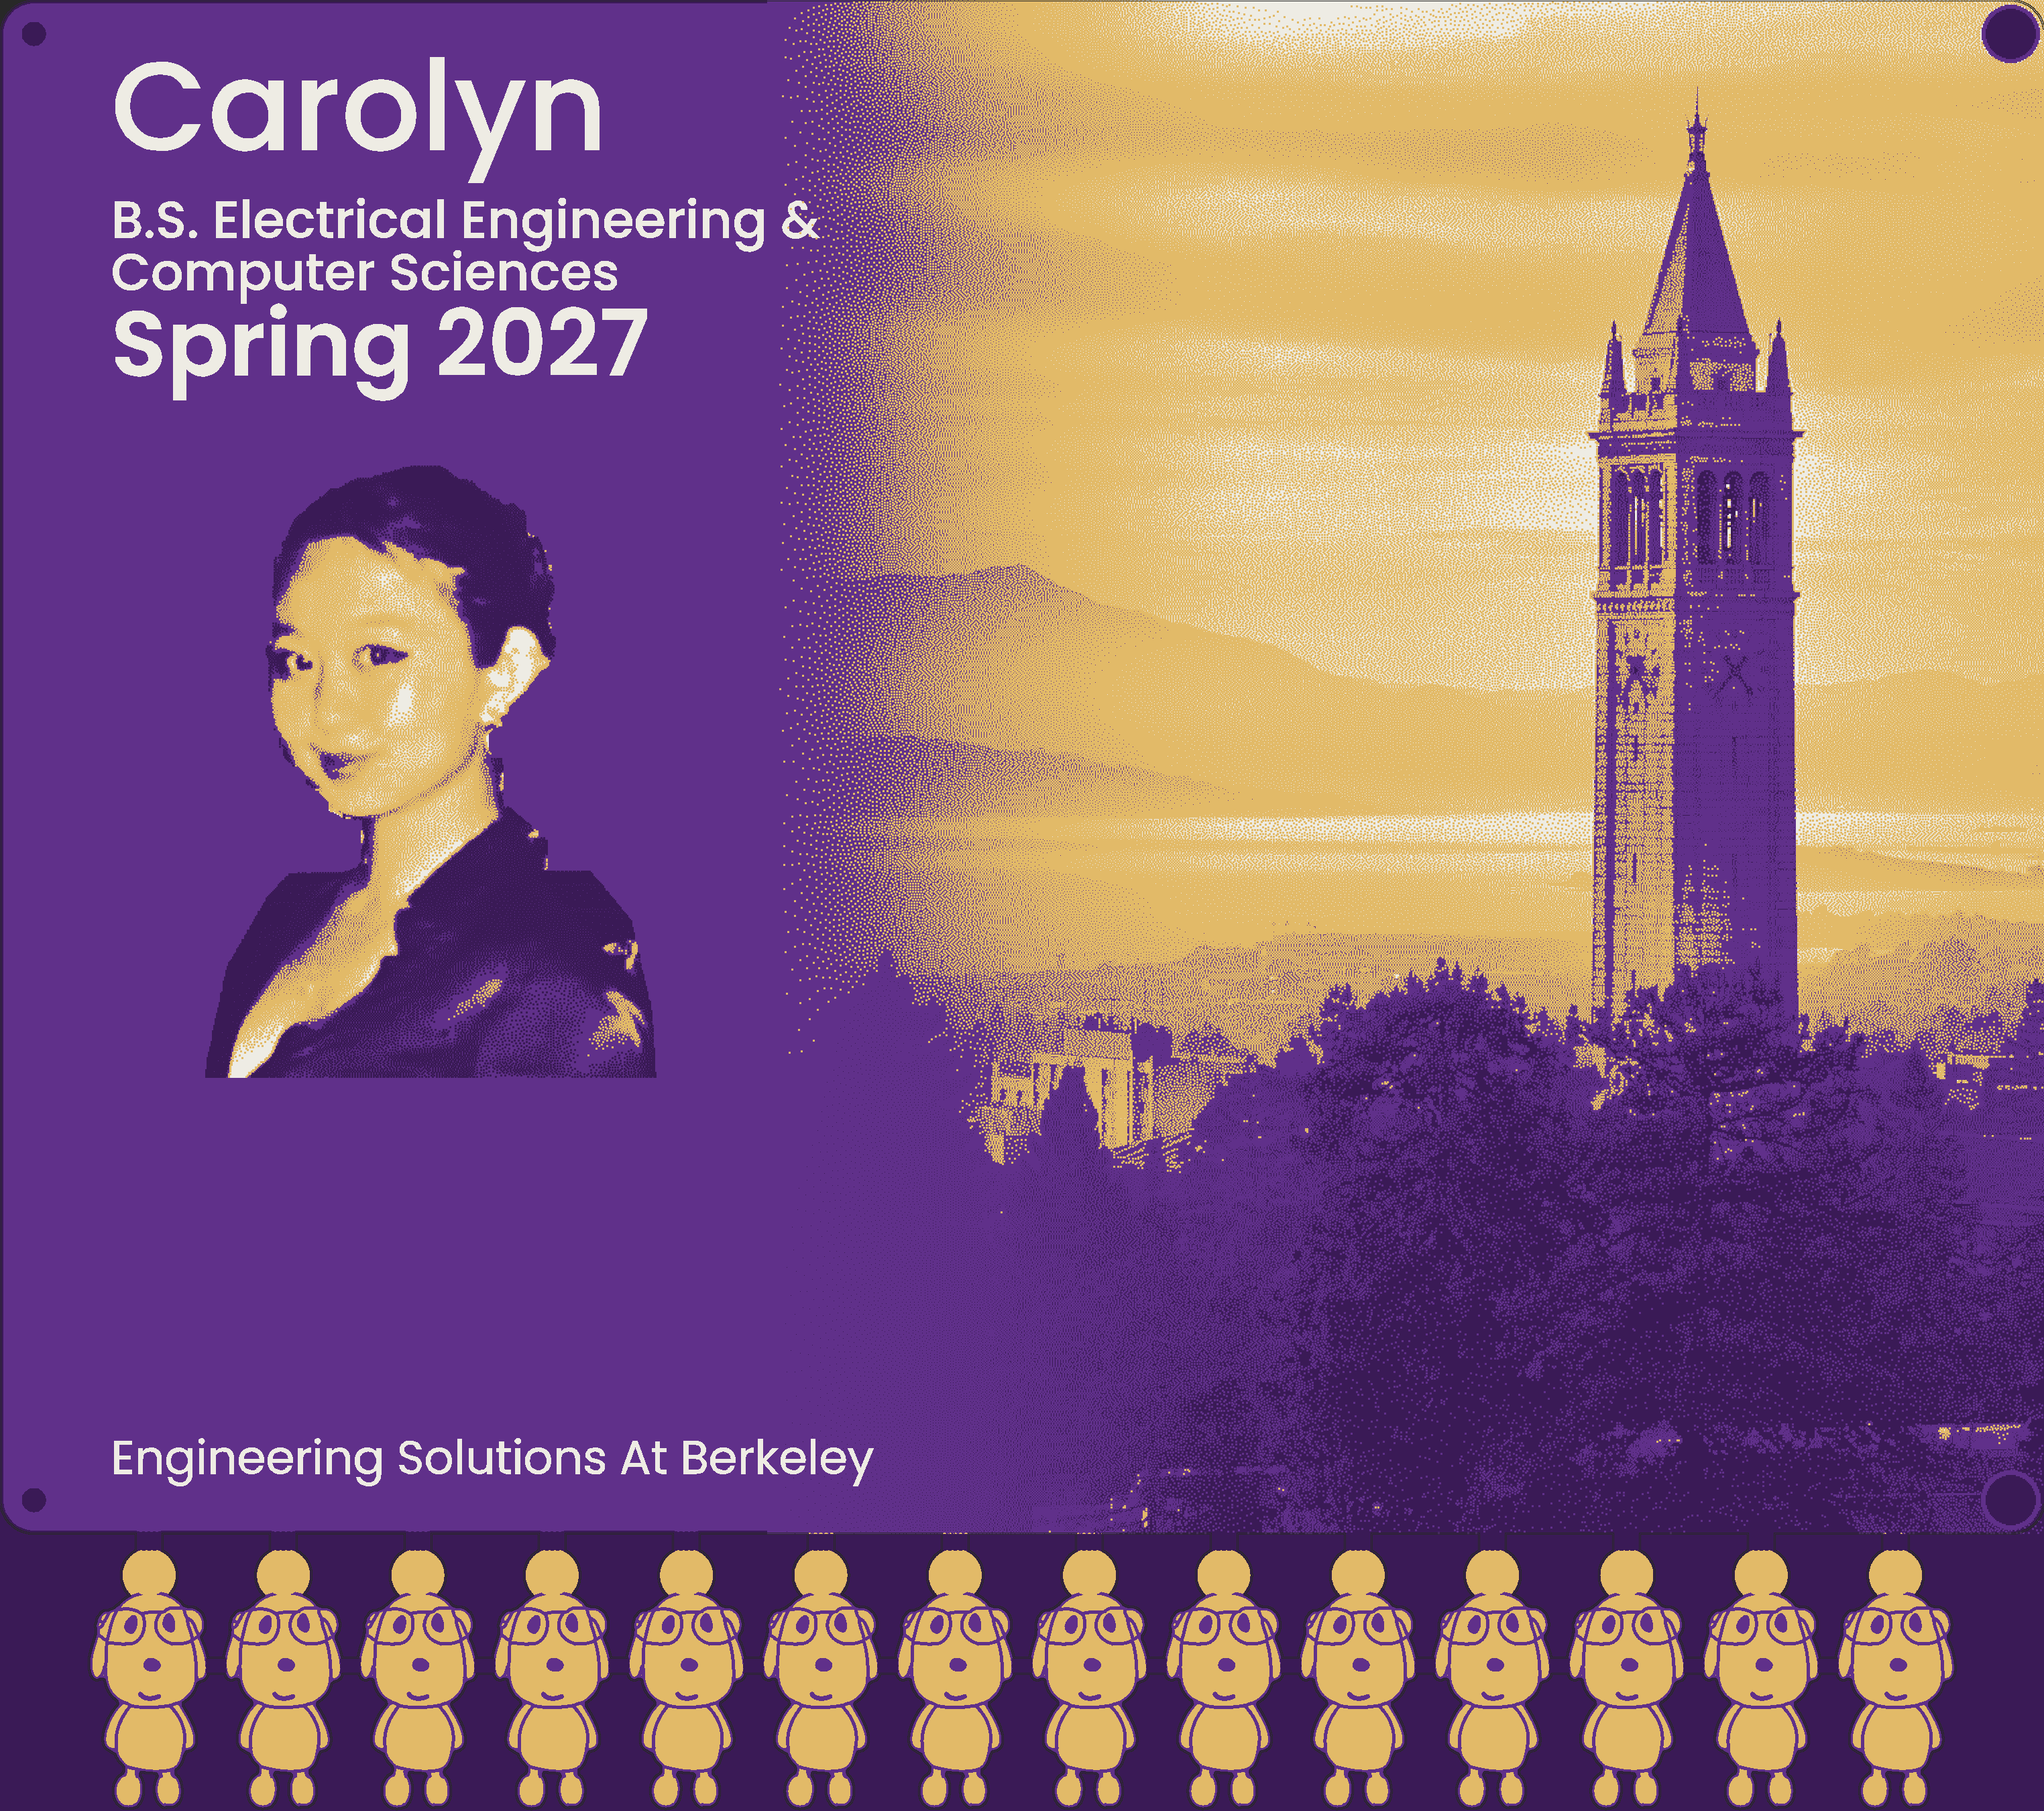 Carolyn
B.S. Electrical Engineering &
Computer Sciences
Spring 2027
Engineering Solutions At Berkeley